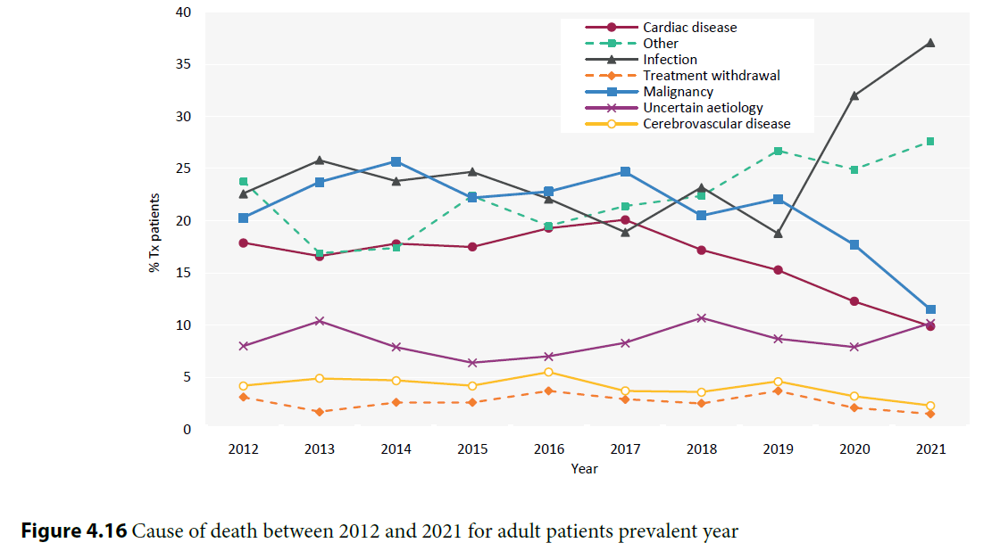 40
35
30
25
20
15
10
5
0
% Tx patients
Cardiac disease
Other
Infection
Treatment withdrawal
Malignancy
Uncertain aetiology
Cerebrovascular disease
2012 2013 2014 2015 2016 2017 2018 2019 2020 2021
Year
Figure 4.16 Cause of death between 2012 and 2021 for adult patients prevalent year